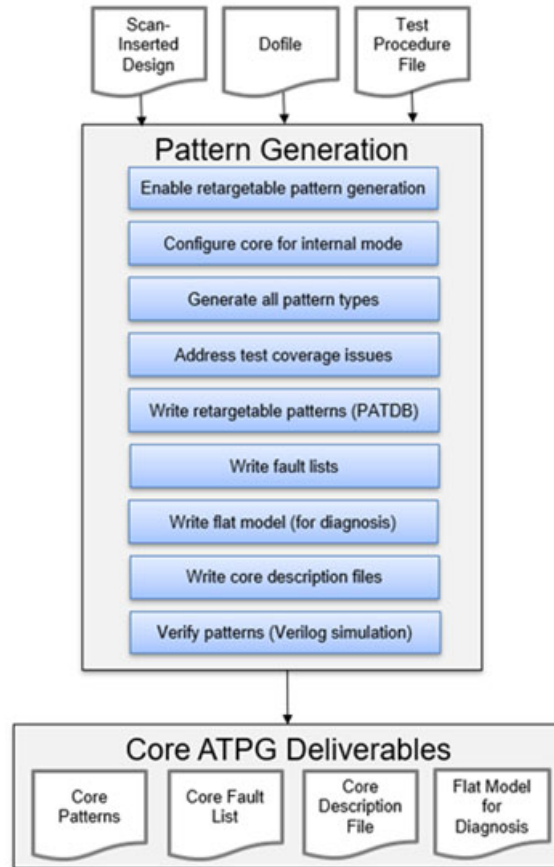 Scan-
Inserted
Design
Dofile
Test
Procedure
File
Pattern Generation
Enable retargetable pattern generation
Configure core for internal mode
Generate all pattern types
Address test coverage issues
Write retargetable patterns (PATDB)
Write fault lists
Write flat model (for diagnosis)
Write core description files
Verify patterns (Verilog simulation)
Core ATPG Deliverables
Core
Patterns
Core Fault
List
Core
Description
File
Flat Model
for
Diagnosis